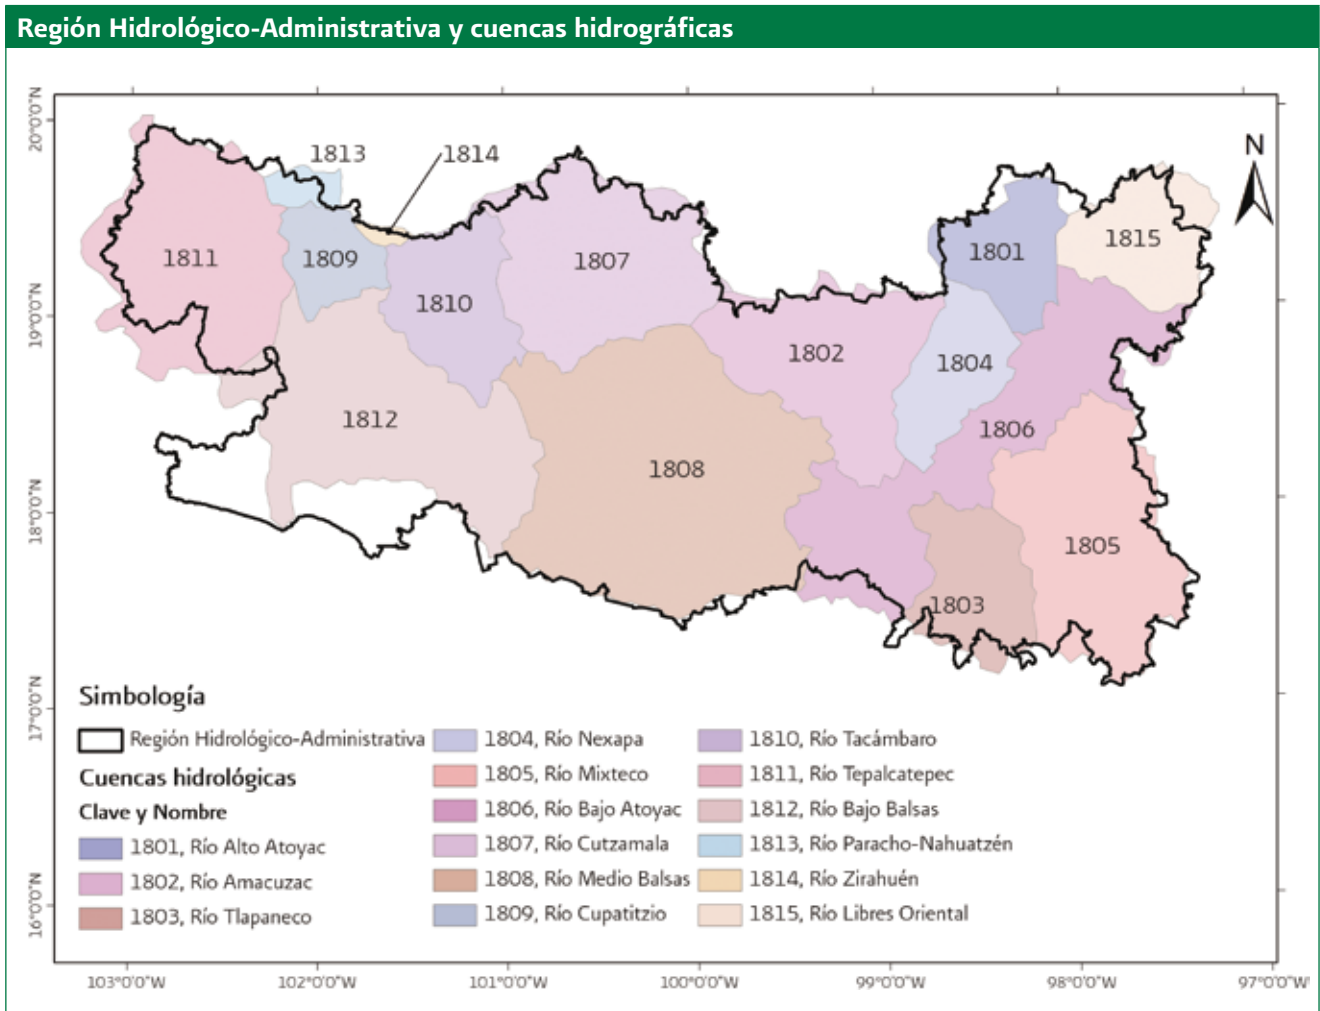 Región Hidrológico-Administrativa y cuencas hidrográficas
20°0'0"N
19°0'0"N
18°0'0"N
17°0'0"N
16°0'0"N
N
1813
1814
1811
1809
1810
1807
1801
1815
1802
1804
1812
1806
1808
1805
1803
Simbología
Región Hidrológico-Administrativa
Cuencas hidrológicas
Clave y Nombre
1801, Río Alto Atoyac
1802, Río Amacuzac
1803, Río Tlapaneco
1804, Río Nexapa
1805, Río Mixteco
1806, Río Bajo Atoyac
1807, Río Cutzamala
1808, Río Medio Balsas
1809, Río Cupatitzio
1810, Río Tacámbaro
1811, Río Tepalcatepec
1812, Río Bajo Balsas
1813, Río Paracho-Nahuatzén
1814, Río Zirahuén
1815, Río Libres Oriental
103°0'0"W 102°0'0"W 101°0'0"W 100°0'0"W 99°0'0"W 98°0'0"W 97°0'0"W